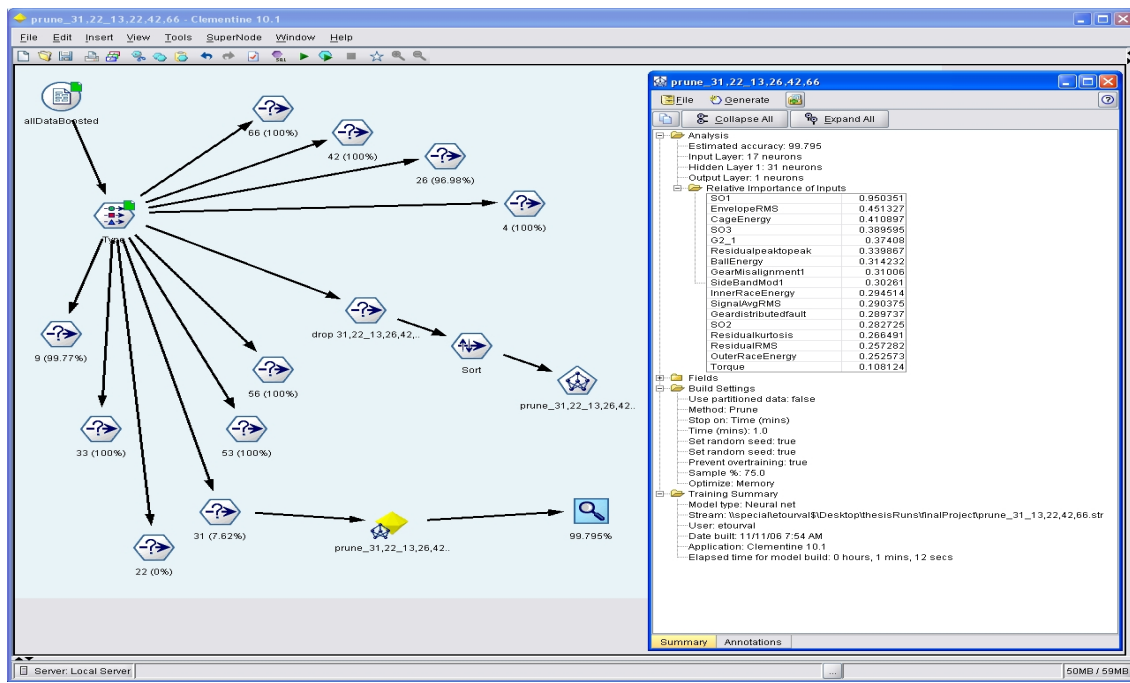 prune_31,22_13,22,42,66 - Clementine 10.1
File Edit Insert View Tools SuperNode Window Help
allDataBoosted
66 (100%)
42 (100%)
26 (96.98%)
4 (100%)
Type
9 (99.77%)
drop 31,22_13,26,42,..
Sort
56 (100%)
prune_31,22_13,26,42..
33 (100%)
53 (100%)
31 (7.62%)
prune_31,22_13,26,42..
99.795%
22 (0%)
prune_31,22_13,26,42,66
File Generate
Collapse All Expand All
Analysis
Estimated accuracy: 99.795
Input Layer: 17 neurons
Hidden Layer 1: 31 neurons
Output Layer: 1 neurons
Relative Importance of Inputs
SO1 0.950351
EnvelopeRMS 0.451327
CageEnergy 0.410897
SO3 0.389595
G2_1 0.37408
Residualpeaktopeak 0.339867
BallEnergy 0.314232
GearMisalignment1 0.31006
SideBandMod1 0.30261
InnerRaceEnergy 0.294514
SignalAvgRMS 0.290375
Geardistributedfault 0.289737
SO2 0.282725
Residualkurtosis 0.266491
ResidualRMS 0.257282
OuterRaceEnergy 0.252573
Torque 0.108124
Fields
Build Settings
Use partitioned data: false
Method: Prune
Stop on: Time (mins)
Time (mins): 1.0
Set random seed: true
Set random seed: true
Prevent overtraining: true
Sample %: 75.0
Optimize: Memory
Training Summary
Model type: Neural net
Stream: \\special\etourval$\Desktop\thesisRuns\finalProject\prune_31_13,22,42,66.str
User: etourval
Date built: 11/11/06 7:54 AM
Application: Clementine 10.1
Elapsed time for model build: 0 hours, 1 mins, 12 secs
Summary Annotations
Server: Local Server
...
50MB / 59MB